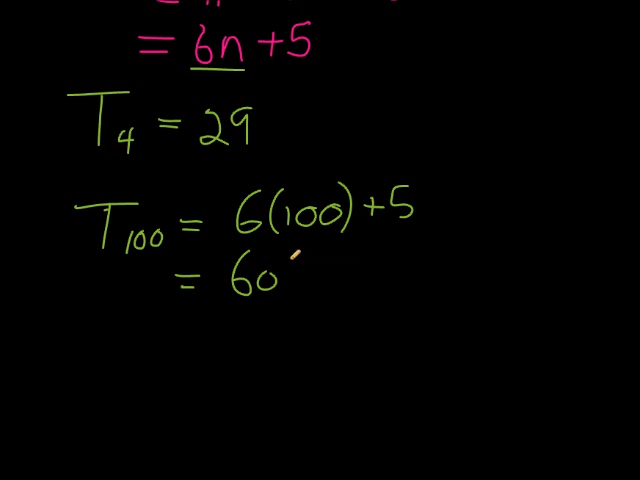 = 6n + 5
T4 = 29
T100 = 6(100) + 5
= 60